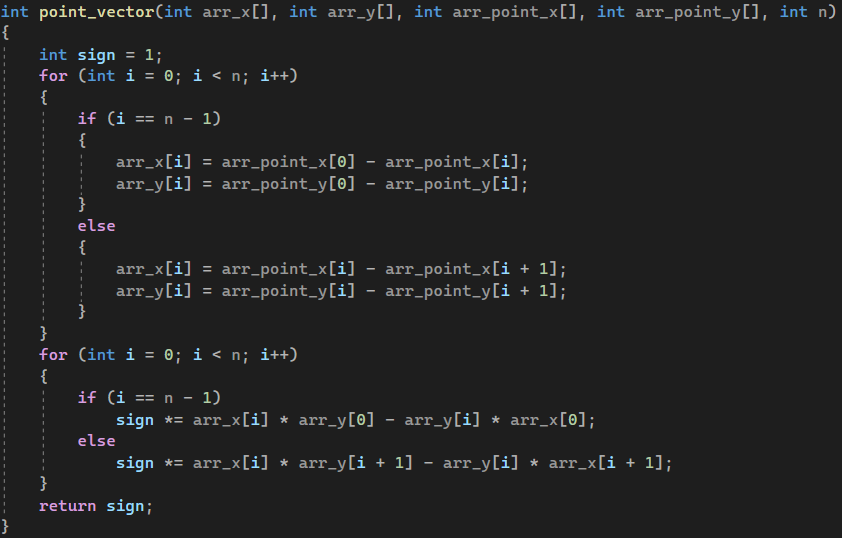 int point_vector(int arr_x[], int arr_y[], int arr_point_x[], int arr_point_y[], int n)
{
    int sign = 1;
    for (int i = 0; i < n; i++)
    {
        if (i == n - 1)
        {
            arr_x[i] = arr_point_x[0] - arr_point_x[i];
            arr_y[i] = arr_point_y[0] - arr_point_y[i];
        }
        else
        {
            arr_x[i] = arr_point_x[i] - arr_point_x[i + 1];
            arr_y[i] = arr_point_y[i] - arr_point_y[i + 1];
        }
    }
    for (int i = 0; i < n; i++)
    {
        if (i == n - 1)
            sign *= arr_x[i] * arr_y[0] - arr_y[i] * arr_x[0];
        else
            sign *= arr_x[i] * arr_y[i + 1] - arr_y[i] * arr_x[i + 1];
    }
    return sign;
}